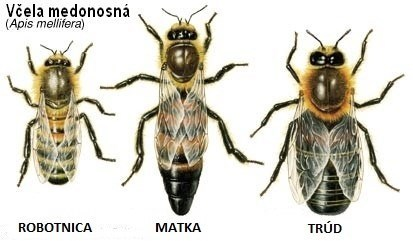 Včela medonosná
(Apis mellifera)
ROBOTNICA MATKA TRÚD